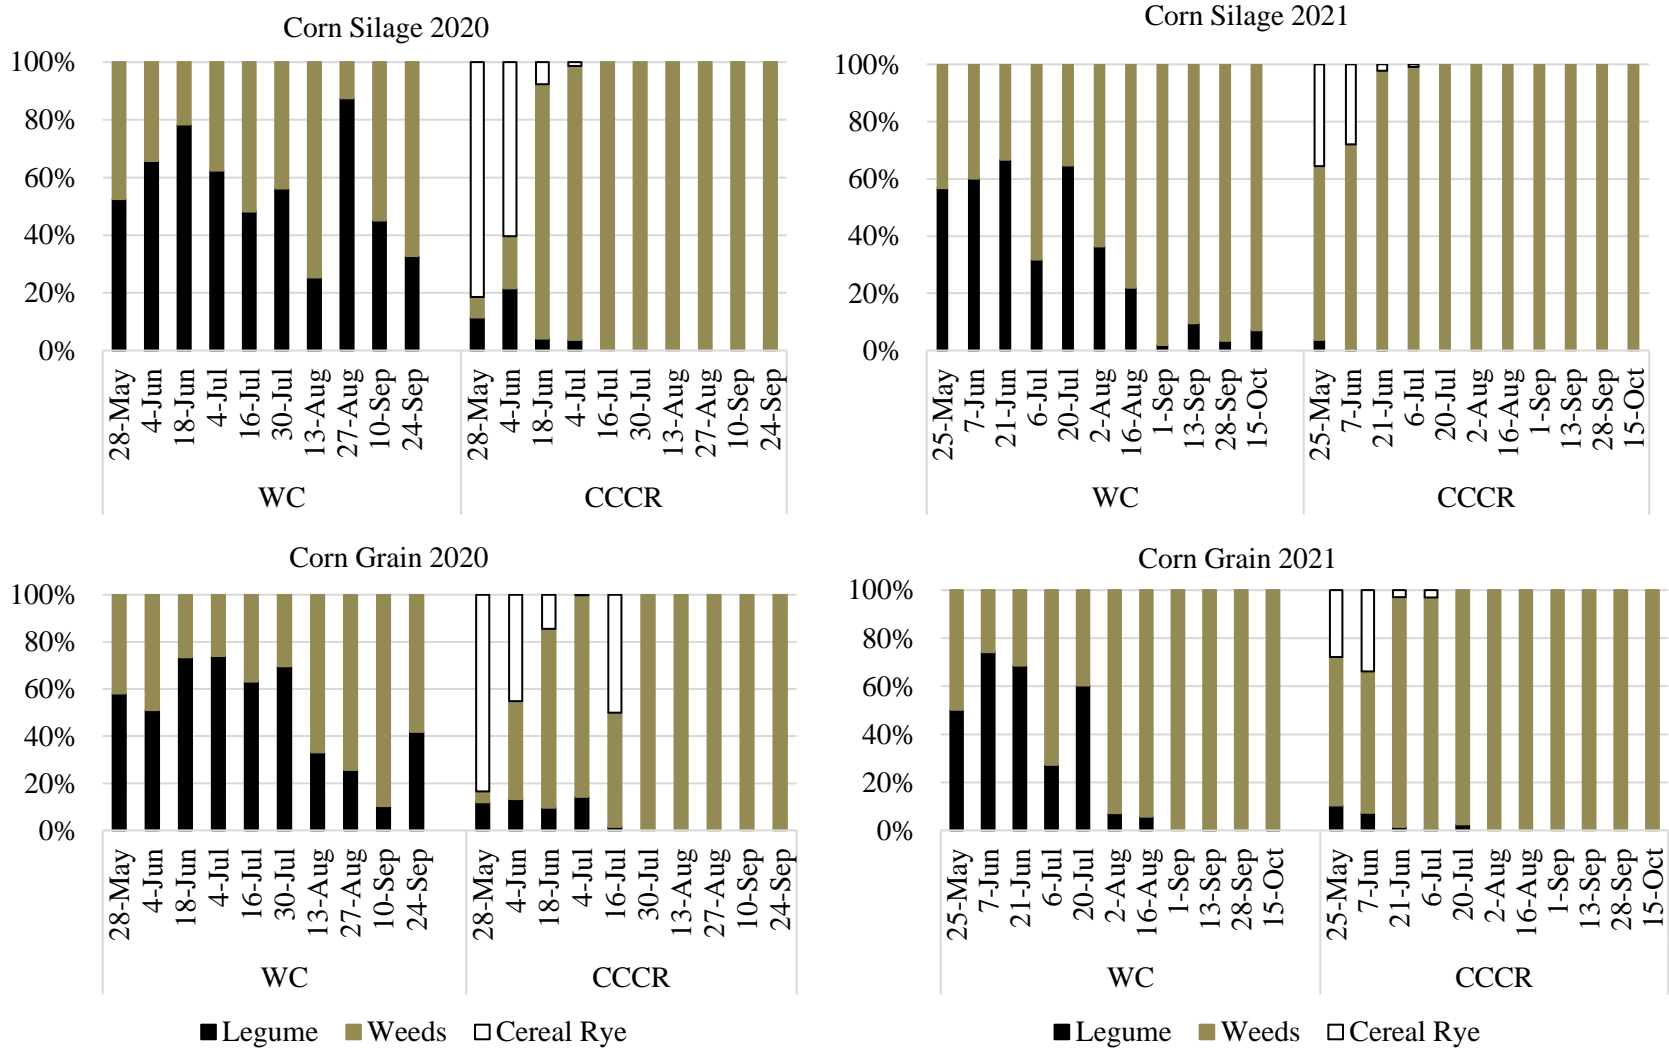 Corn Silage 2020
100%
80%
60%
40%
20%
0%
28-May
4-Jun
18-Jun
4-Jul
16-Jul
30-Jul
13-Aug
27-Aug
10-Sep
24-Sep
28-May
4-Jun
18-Jun
4-Jul
16-Jul
30-Jul
13-Aug
27-Aug
10-Sep
24-Sep
WC
CCCR
Corn Silage 2021
100%
80%
60%
40%
20%
0%
25-May
7-Jun
21-Jun
6-Jul
20-Jul
2-Aug
16-Aug
1-Sep
13-Sep
28-Sep
15-Oct
25-May
7-Jun
21-Jun
6-Jul
20-Jul
2-Aug
16-Aug
1-Sep
13-Sep
28-Sep
15-Oct
WC
CCCR
Corn Grain 2020
100%
80%
60%
40%
20%
0%
28-May
4-Jun
18-Jun
4-Jul
16-Jul
30-Jul
13-Aug
27-Aug
10-Sep
24-Sep
28-May
4-Jun
18-Jun
4-Jul
16-Jul
30-Jul
13-Aug
27-Aug
10-Sep
24-Sep
WC
CCCR
Legume Weeds Cereal Rye
Corn Grain 2021
100%
80%
60%
40%
20%
0%
25-May
7-Jun
21-Jun
6-Jul
20-Jul
2-Aug
16-Aug
1-Sep
13-Sep
28-Sep
15-Oct
25-May
7-Jun
21-Jun
6-Jul
20-Jul
2-Aug
16-Aug
1-Sep
13-Sep
28-Sep
15-Oct
WC
CCCR
Legume Weeds Cereal Rye